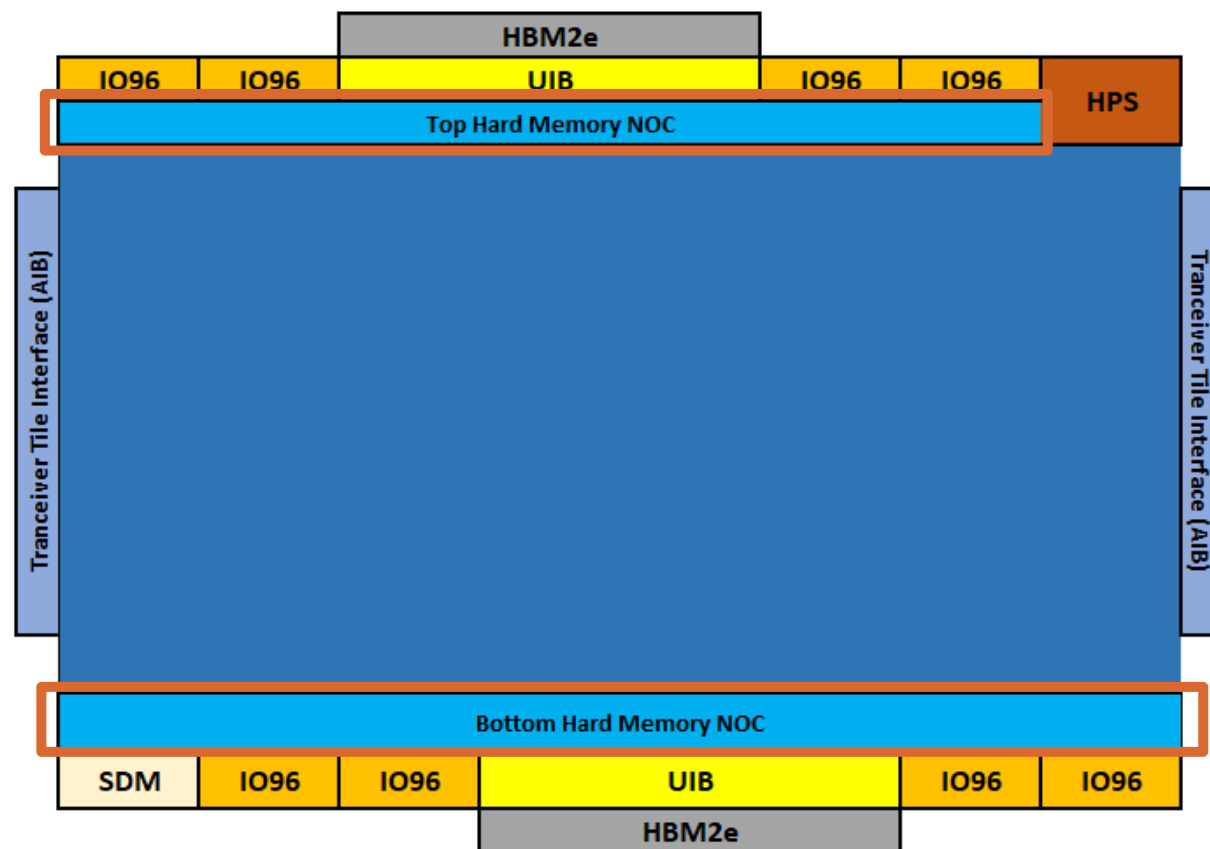 HBM2e
IO96 IO96 UIB IO96 IO96 HPS
Top Hard Memory NOC
Tranceiver Tile Interface (AIB)
Tranceiver Tile Interface (AIB)
Bottom Hard Memory NOC
SDM IO96 IO96 UIB IO96 IO96
HBM2e